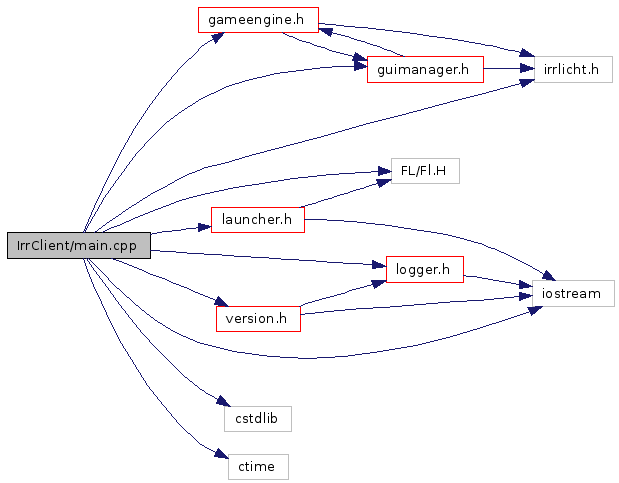 gameengine.h
guimanager.h
irrlicht.h
FL/Fl.H
launcher.h
IrrClient/main.cpp
logger.h
iostream
version.h
cstdlib
ctime